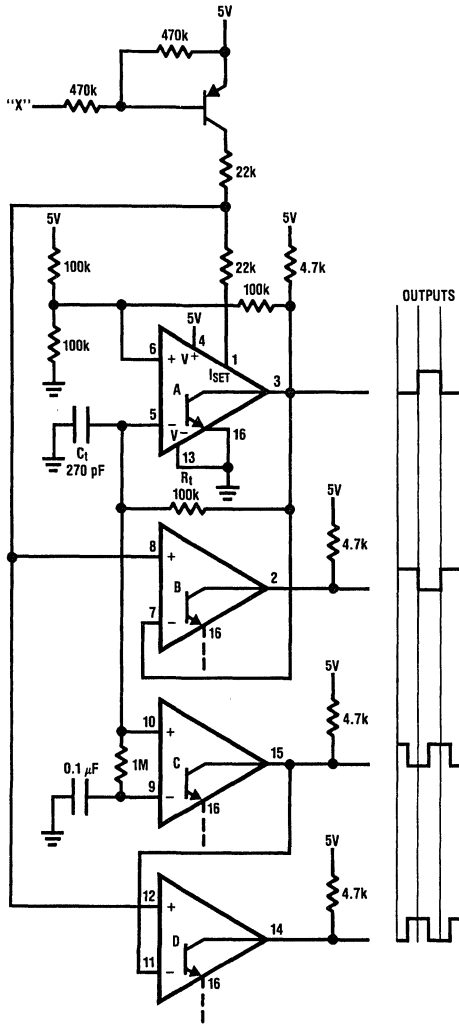 5V
470k
470k
"X"
22k
5V
5V
100k
22k
4.7k
100k
OUTPUTS
5V
100k
4
6
+
V+
1
ISET
A
3
5
−
V−
16
Ct
270 pF
13
Rt
100k
5V
8
+
4.7k
B
2
7
−
16
5V
10
+
4.7k
15
0.1 μF
1M
C
9
−
16
5V
12
+
4.7k
D
14
11
−
16